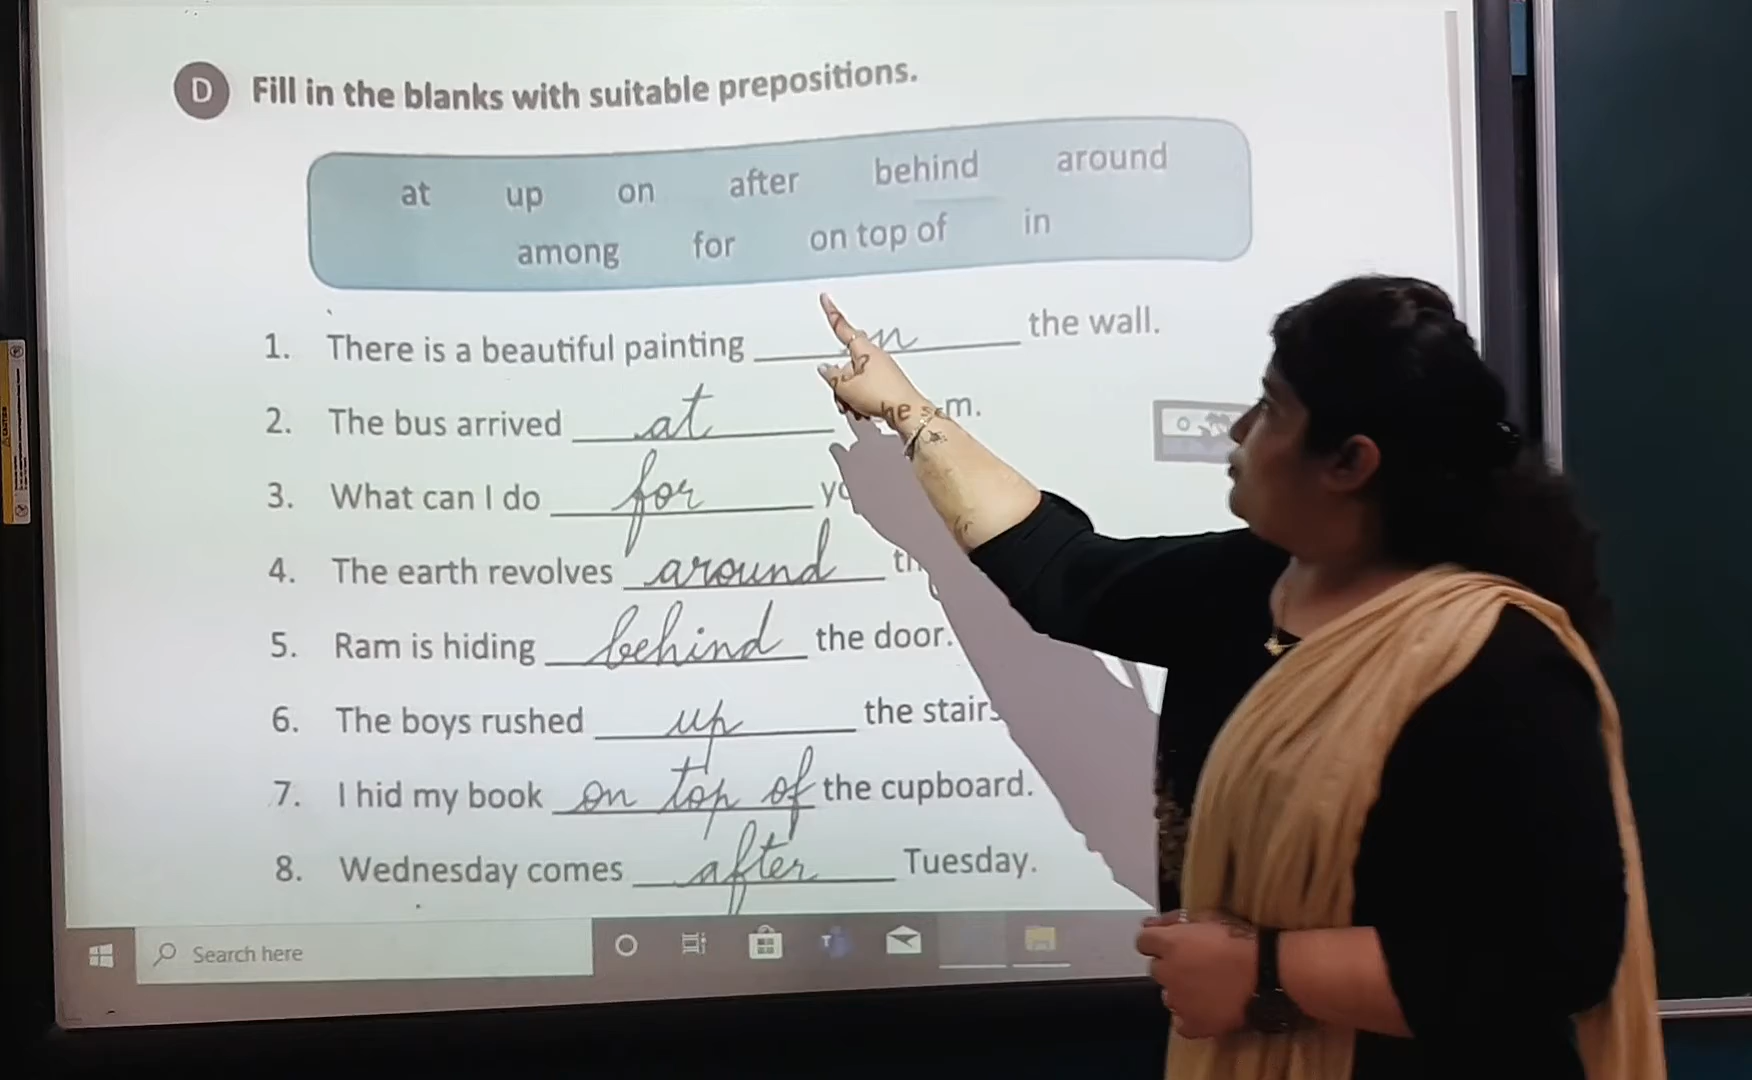 D Fill in the blanks with suitable prepositions.
at up on after behind around
among for on top of in
1. There is a beautiful painting on the wall.
2. The bus arrived at
3. What can I do for
4. The earth revolves around
5. Ram is hiding behind the door.
6. The boys rushed up the stairs
7. I hid my book on top of the cupboard.
8. Wednesday comes after Tuesday.
Search here